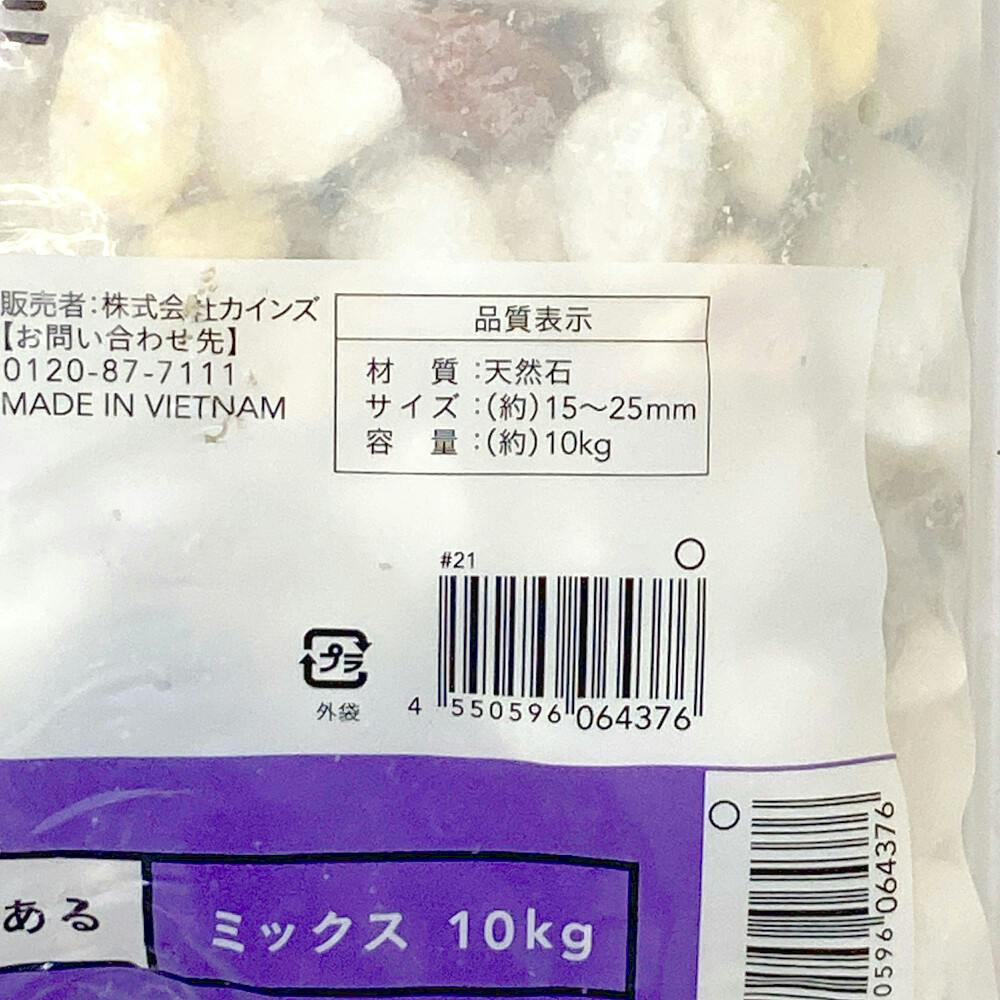 販売者:株式会社カインズ
【お問い合わせ先】
0120-87-7111
MADE IN VIETNAM
品質表示
材 質:天然石
サイズ:(約)15〜25mm
容 量:(約)10kg
#21
プラ
外袋
4 550596 064376
ある
ミックス 10kg
0596 064376